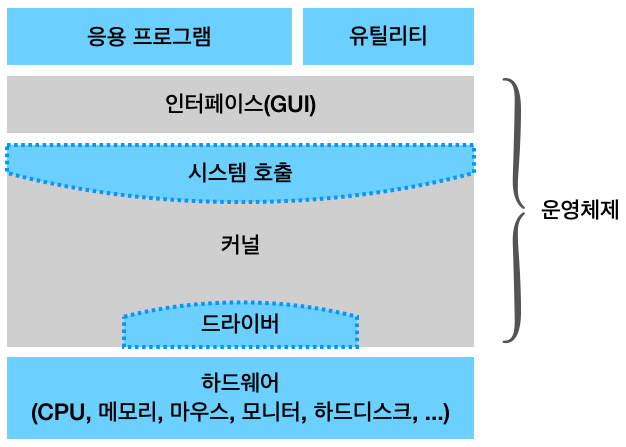 응용 프로그램
유틸리티
인터페이스(GUI)
시스템 호출
커널
드라이버
운영체제
하드웨어
(CPU, 메모리, 마우스, 모니터, 하드디스크, ...)